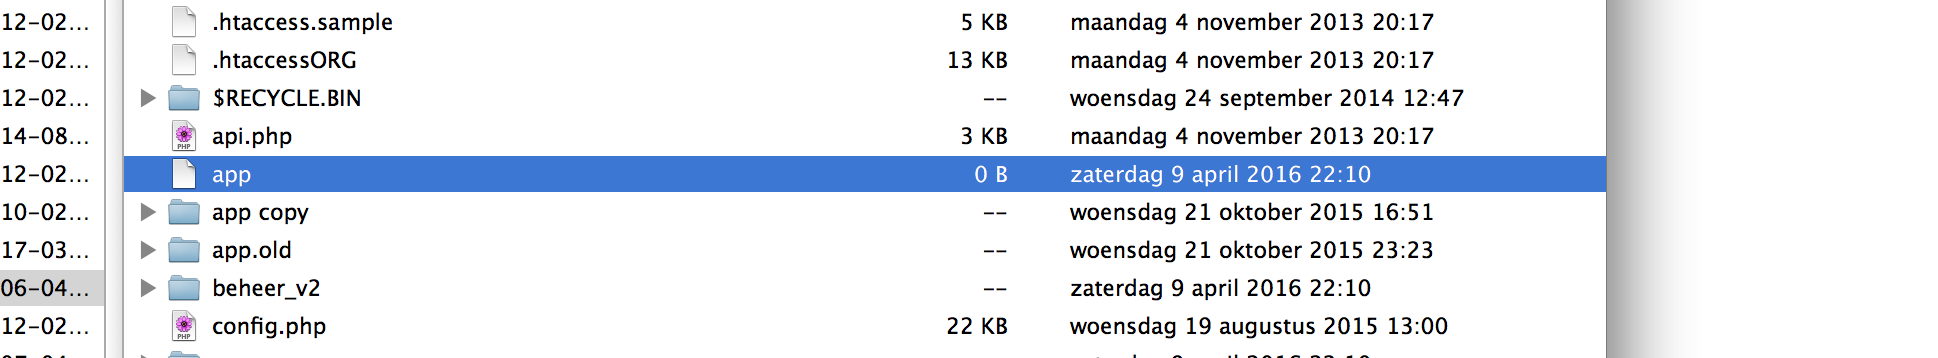 12-02... .htaccess.sample 5 KB maandag 4 november 2013 20:17
12-02... .htaccessORG 13 KB maandag 4 november 2013 20:17
12-02... $RECYCLE.BIN -- woensdag 24 september 2014 12:47
14-08... api.php 3 KB maandag 4 november 2013 20:17
12-02... app 0 B zaterdag 9 april 2016 22:10
10-02... app copy -- woensdag 21 oktober 2015 16:51
17-03... app.old -- woensdag 21 oktober 2015 23:23
06-04... beheer_v2 -- zaterdag 9 april 2016 22:10
12-02... config.php 22 KB woensdag 19 augustus 2015 13:00